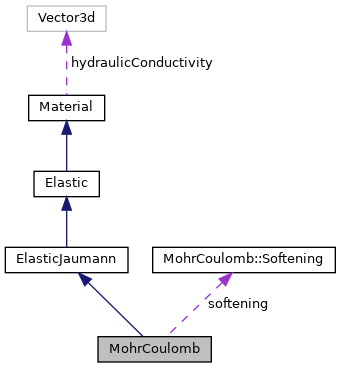 Vector3d
hydraulicConductivity
Material
Elastic
ElasticJaumann
MohrCoulomb::Softening
softening
MohrCoulomb